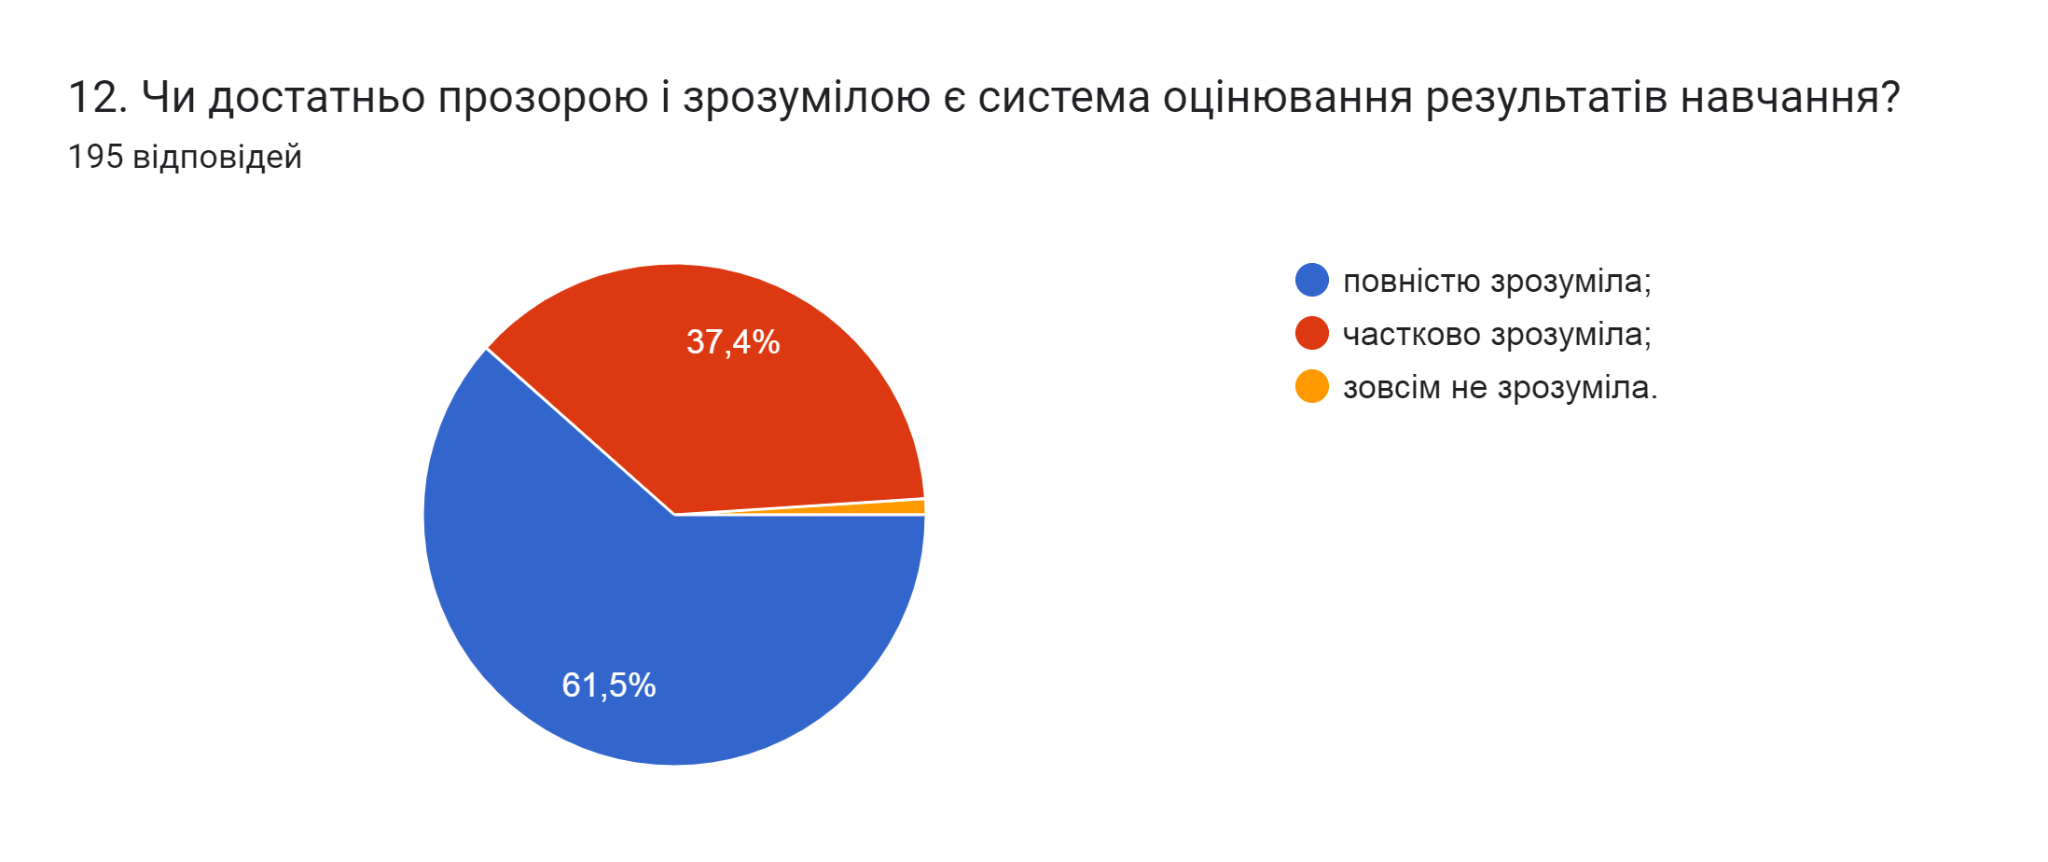 12. Чи достатньо прозорою і зрозумілою є система оцінювання результатів навчання?
195 відповідей
повністю зрозуміла;
частково зрозуміла;
зовсім не зрозуміла.
37,4%
61,5%